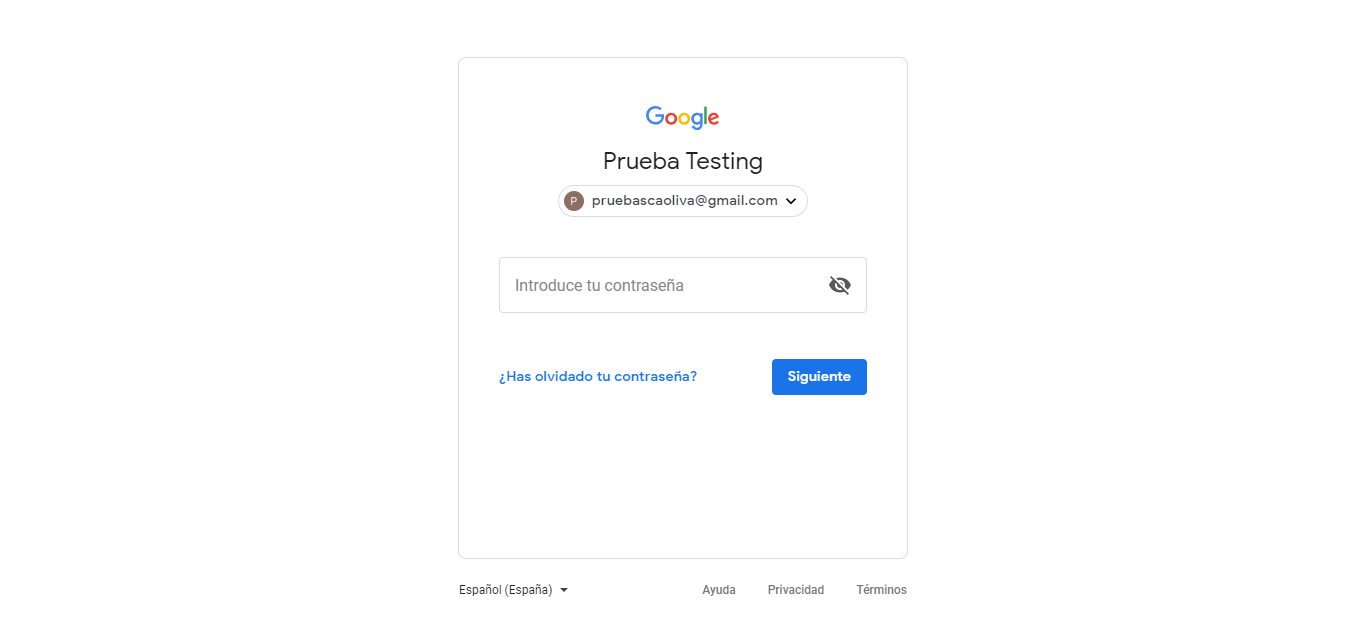 Google
Prueba Testing
P pruebascaoliva@gmail.com
Introduce tu contraseña
¿Has olvidado tu contraseña? Siguiente
Español (España) Ayuda Privacidad Términos